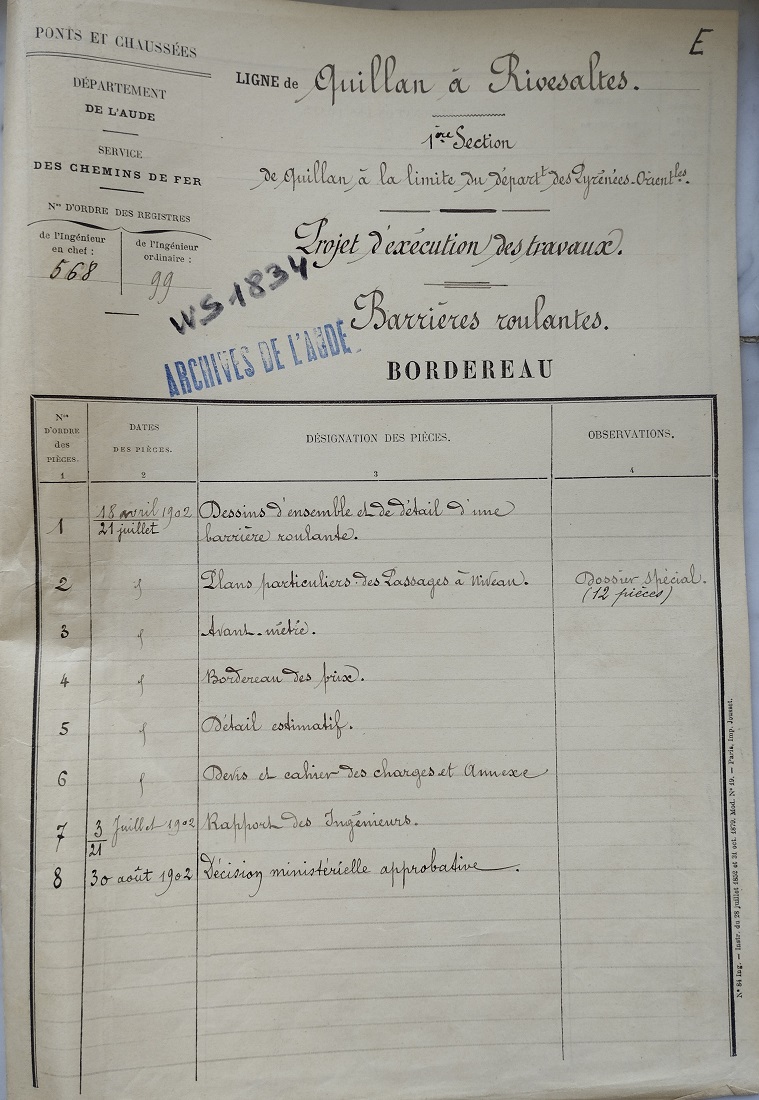 PONTS ET CHAUSSÉES
E
DÉPARTEMENT
DE L'AUDE
SERVICE
DES CHEMINS DE FER
Nos D'ORDRE DES REGISTRES
de l'Ingénieur
en chef :
568
de l'Ingénieur
ordinaire :
99
LIGNE de Quillan à Rivesaltes.
1ère Section
de Quillan à la limite du départt des Pyrénées-Orientles.
Projet d'exécution des travaux.
WS 1834
Barrières roulantes.
ARCHIVES DE L'AUDE
BORDEREAU
Nos
D'ORDRE
des
PIÈCES.
1
DATES
DES PIÈCES.
2
DÉSIGNATION DES PIÈCES.
3
OBSERVATIONS.
4
1
18 avril 1902
21 juillet
Dessins d'ensemble et de détail d'une
barrière roulante.
2 " Plans particuliers des Passages à Niveau. Dossier spécial.
(12 pièces)
3 " Avant-métré.
4 " Bordereau des prix.
5 " Détail estimatif.
6 " Devis et cahier des charges et Annexe
7 3/21 Juillet 1902 Rapport des Ingénieurs.
8 30 août 1902 Décision ministérielle approbative.
N° 84 Ing. — Instr. du 28 juillet 1852 et 31 oct. 1879. Mod. N° 19. — Paris, Imp. Jousset.